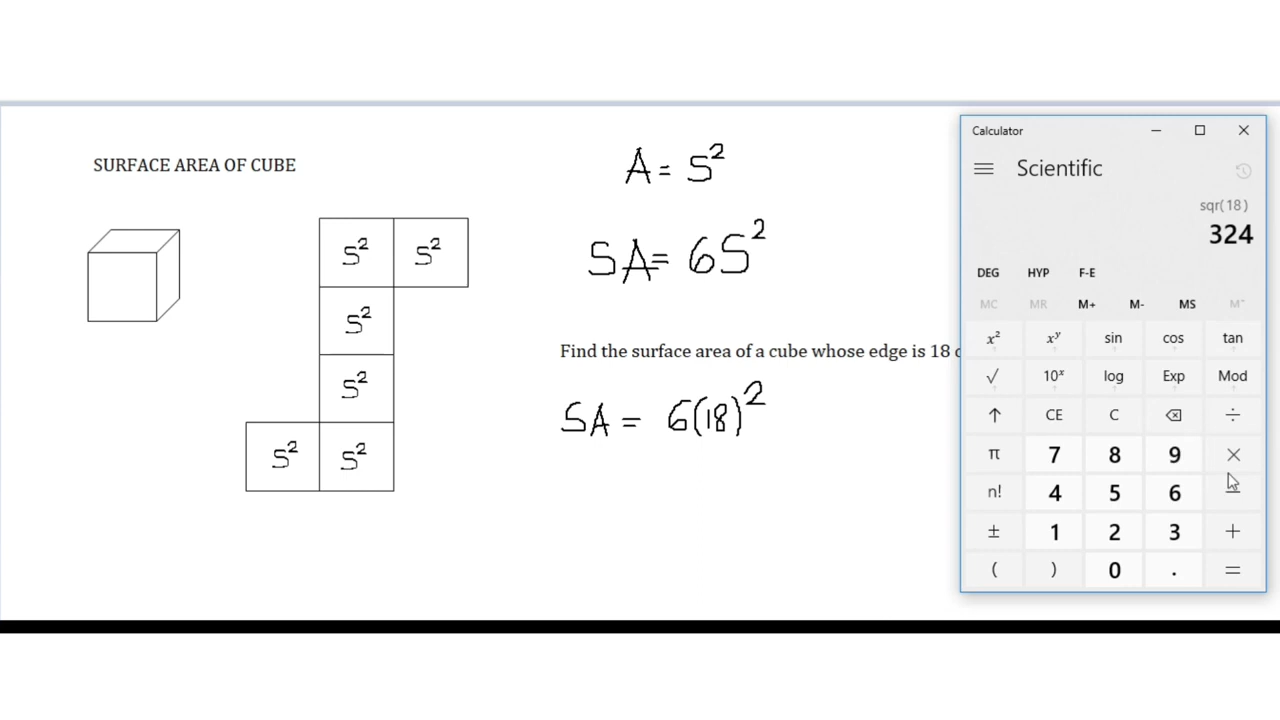 SURFACE AREA OF CUBE
S²
S²
S²
S²
S²
S²
A = S²
SA = 6S²
Find the surface area of a cube whose edge is 18
SA = 6(18)²
Calculator
Scientific
sqr(18)
324
DEG HYP F-E
MC MR M+ M- MS M˅
x² xʸ sin cos tan
√ 10ˣ log Exp Mod
↑ CE C ⌫ ÷
π 7 8 9 ×
n! 4 5 6 −
± 1 2 3 +
( ) 0 . =